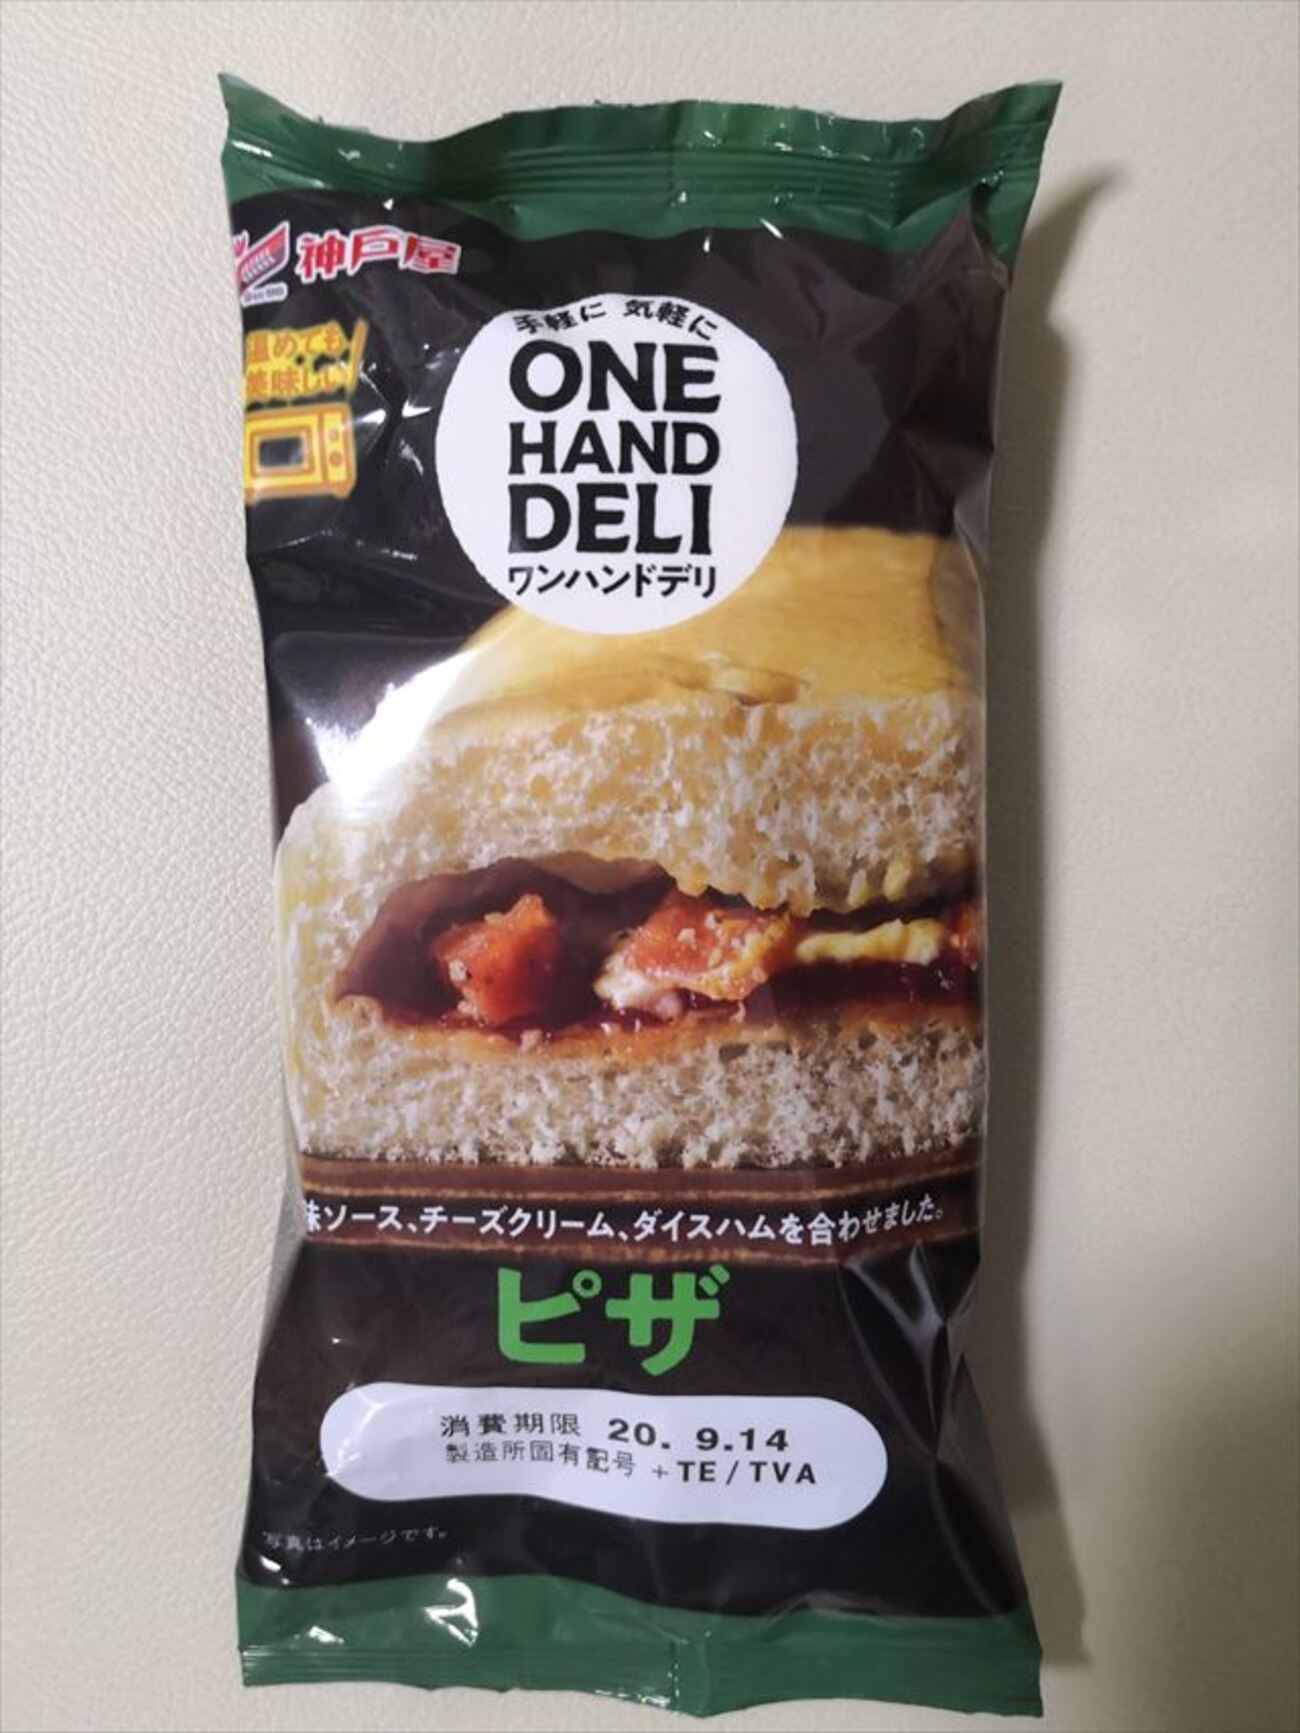 神戸屋
温めても
美味しい
手軽に 気軽に
ONE
HAND
DELI
ワンハンドデリ
味ソース、チーズクリーム、ダイスハムを合わせました。
ピザ
消費期限 20. 9.14
製造所固有記号 +TE/TVA
写真はイメージです。